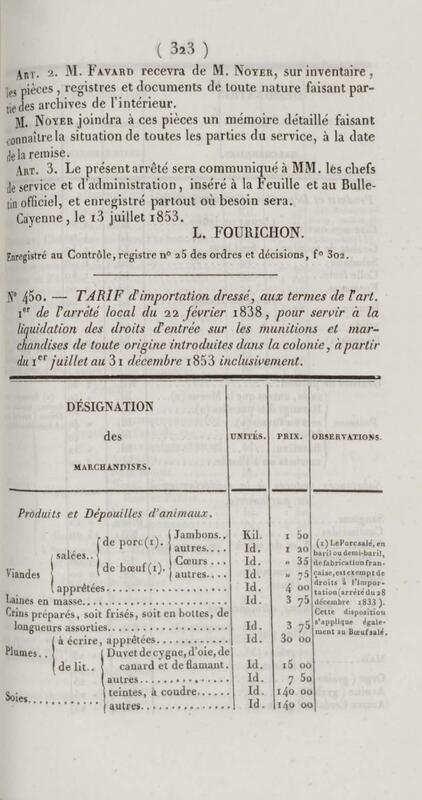 ( 323 )
ART. 2. M. FAVARD recevra de M. NOYER, sur inventaire,
les pièces, registres et documents de toute nature faisant par-
tie des archives de l'intérieur.
M. NOYER joindra à ces pièces un mémoire détaillé faisant
connaître la situation de toutes les parties du service, à la date
de la remise.
ART. 3. Le présent arrêté sera communiqué à MM. les chefs
de service et d'administration, inséré à la Feuille et au Bulle-
tin officiel, et enregistré partout où besoin sera.
Cayenne, le 13 juillet 1853.
L. FOURICHON.
Enregistré au Contrôle, registre n° 25 des ordres et décisions, f° 302.
N° 450. — TARIF d'importation dressé, aux termes de l'art.
1er de l'arrêté local du 22 février 1838, pour servir à la
liquidation des droits d'entrée sur les munitions et mar-
chandises de toute origine introduites dans la colonie, à partir
du 1er juillet au 31 décembre 1853 inclusivement.
DÉSIGNATION
des
MARCHANDISES.
UNITÉS.
PRIX.
OBSERVATIONS.
Produits et Dépouilles d'animaux.
Viandes
salées..
de porc(1).
Jambons.. Kil. 1 50
autres.... Id. 1 20
de bœuf(1).
Cœurs... Id. » 35
autres.... Id. » 75
apprêtées.................. Id. 4 00
Laines en masse.................. Id. 3 75
Crins préparés, soit frisés, soit en bottes, de
longueurs assorties.................. Id. 3 75
Plumes..
à écrire, apprêtées............ Id. 30 00
de lit..
Duvet de cygne, d'oie, de
canard et de flamant. Id. 15 00
autres.............. Id. 7 50
Soies............
teintes, à coudre...... Id. 140 00
autres.............. Id. 140 00
(1) Le Porc salé, en
baril ou demi-baril,
de fabrication fran-
çaise, est exempt de
droits à l'impor-
tation (arrêté du 28
décembre 1833).
Cette disposition
s'applique égale-
ment au Bœuf salé.